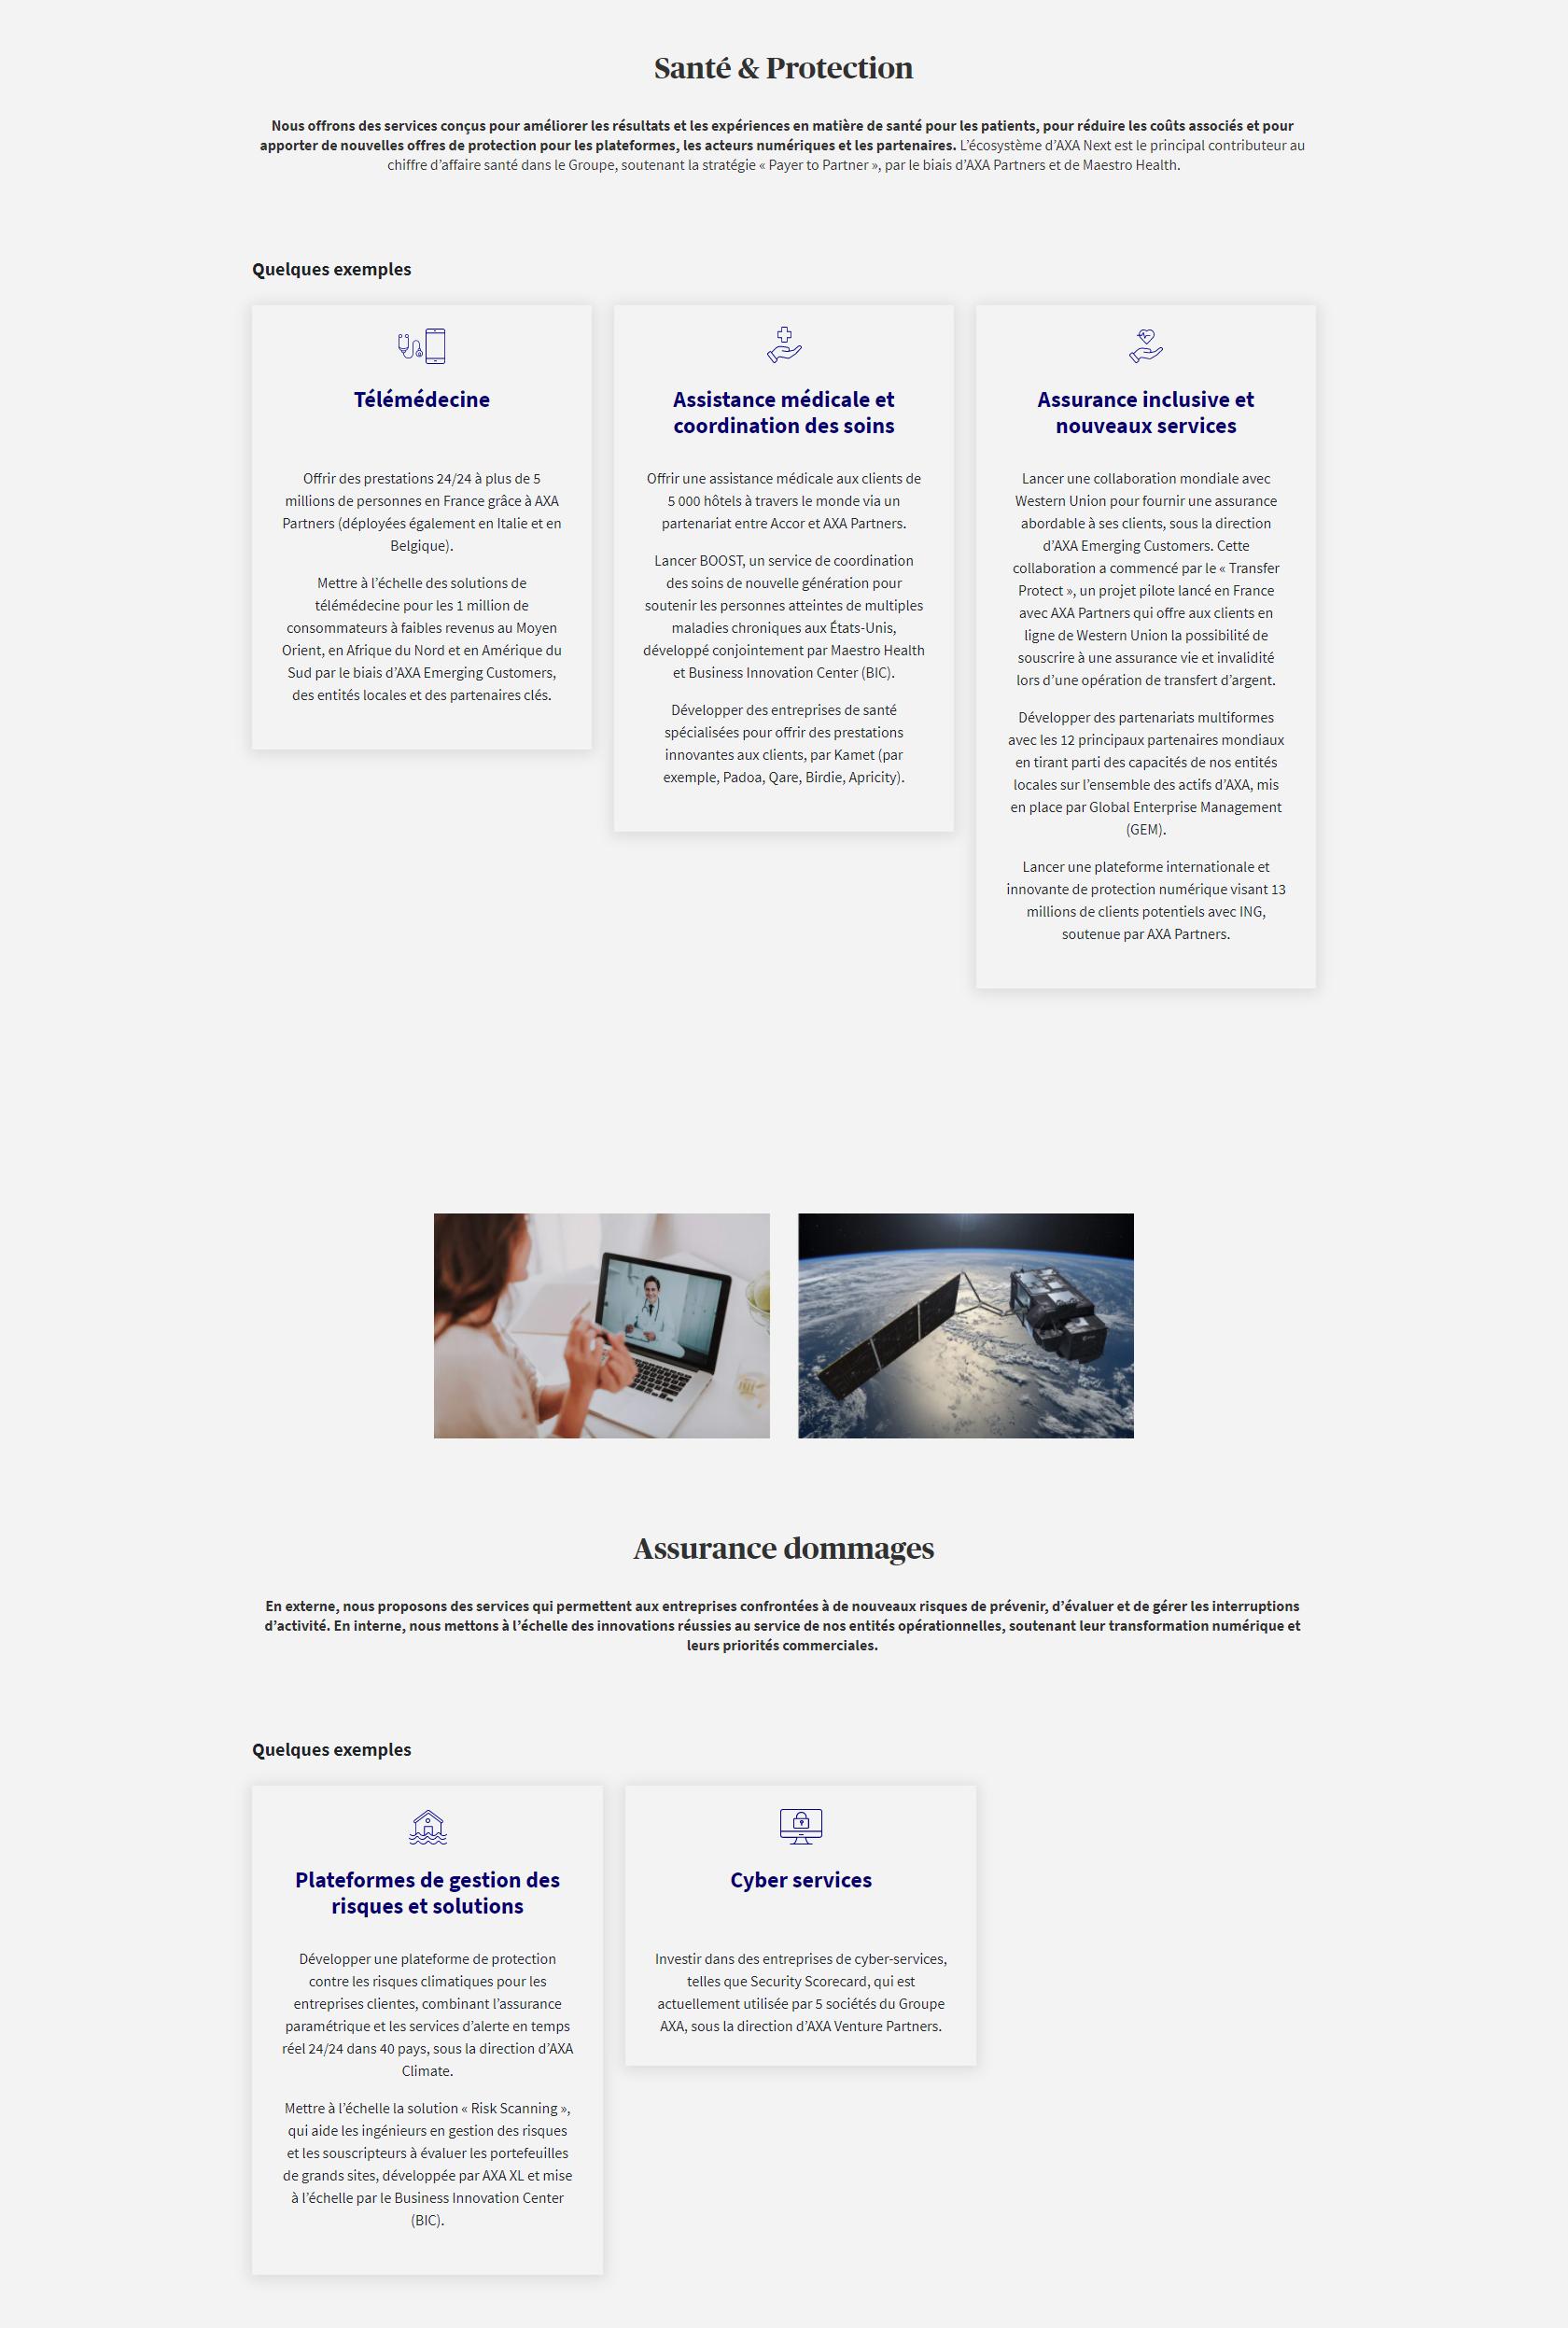 Santé & Protection
Nous offrons des services conçus pour améliorer les résultats et les expériences en matière de santé pour les patients, pour réduire les coûts associés et pour
apporter de nouvelles offres de protection pour les plateformes, les acteurs numériques et les partenaires. L’écosystème d’AXA Next est le principal contributeur au
chiffre d’affaire santé dans le Groupe, soutenant la stratégie « Payer to Partner », par le biais d’AXA Partners et de Maestro Health.
Quelques exemples
Télémédecine
Offrir des prestations 24/24 à plus de 5
millions de personnes en France grâce à AXA
Partners (déployées également en Italie et en
Belgique).
Mettre à l’échelle des solutions de
télémédecine pour les 1 million de
consommateurs à faibles revenus au Moyen
Orient, en Afrique du Nord et en Amérique du
Sud par le biais d’AXA Emerging Customers,
des entités locales et des partenaires clés.
Assistance médicale et
coordination des soins
Offrir une assistance médicale aux clients de
5 000 hôtels à travers le monde via un
partenariat entre Accor et AXA Partners.
Lancer BOOST, un service de coordination
des soins de nouvelle génération pour
soutenir les personnes atteintes de multiples
maladies chroniques aux États-Unis,
développé conjointement par Maestro Health
et Business Innovation Center (BIC).
Développer des entreprises de santé
spécialisées pour offrir des prestations
innovantes aux clients, par Kamet (par
exemple, Padoa, Qare, Birdie, Apricity).
Assurance inclusive et
nouveaux services
Lancer une collaboration mondiale avec
Western Union pour fournir une assurance
abordable à ses clients, sous la direction
d’AXA Emerging Customers. Cette
collaboration a commencé par le « Transfer
Protect », un projet pilote lancé en France
avec AXA Partners qui offre aux clients en
ligne de Western Union la possibilité de
souscrire à une assurance vie et invalidité
lors d’une opération de transfert d’argent.
Développer des partenariats multiformes
avec les 12 principaux partenaires mondiaux
en tirant parti des capacités de nos entités
locales sur l’ensemble des actifs d’AXA, mis
en place par Global Enterprise Management
(GEM).
Lancer une plateforme internationale et
innovante de protection numérique visant 13
millions de clients potentiels avec ING,
soutenue par AXA Partners.
Assurance dommages
En externe, nous proposons des services qui permettent aux entreprises confrontées à de nouveaux risques de prévenir, d’évaluer et de gérer les interruptions
d’activité. En interne, nous mettons à l’échelle des innovations réussies au service de nos entités opérationnelles, soutenant leur transformation numérique et
leurs priorités commerciales.
Quelques exemples
Plateformes de gestion des
risques et solutions
Développer une plateforme de protection
contre les risques climatiques pour les
entreprises clientes, combinant l’assurance
paramétrique et les services d’alerte en temps
réel 24/24 dans 40 pays, sous la direction d’AXA
Climate.
Mettre à l’échelle la solution « Risk Scanning »,
qui aide les ingénieurs en gestion des risques
et les souscripteurs à évaluer les portefeuilles
de grands sites, développée par AXA XL et mise
à l’échelle par le Business Innovation Center
(BIC).
Cyber services
Investir dans des entreprises de cyber-services,
telles que Security Scorecard, qui est
actuellement utilisée par 5 sociétés du Groupe
AXA, sous la direction d’AXA Venture Partners.